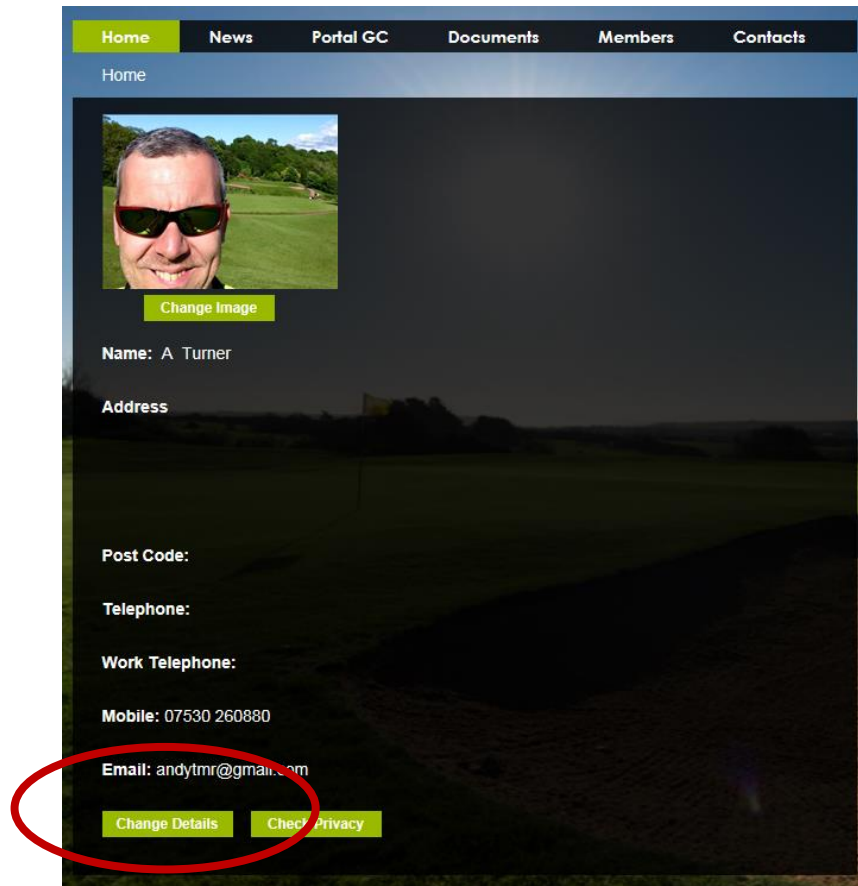 Home News Portal GC Documents Members Contacts
Home
Change Image
Name: A Turner
Address
Post Code:
Telephone:
Work Telephone:
Mobile: 07530 260880
Email: andytmr@gmail.com
Change Details Check Privacy